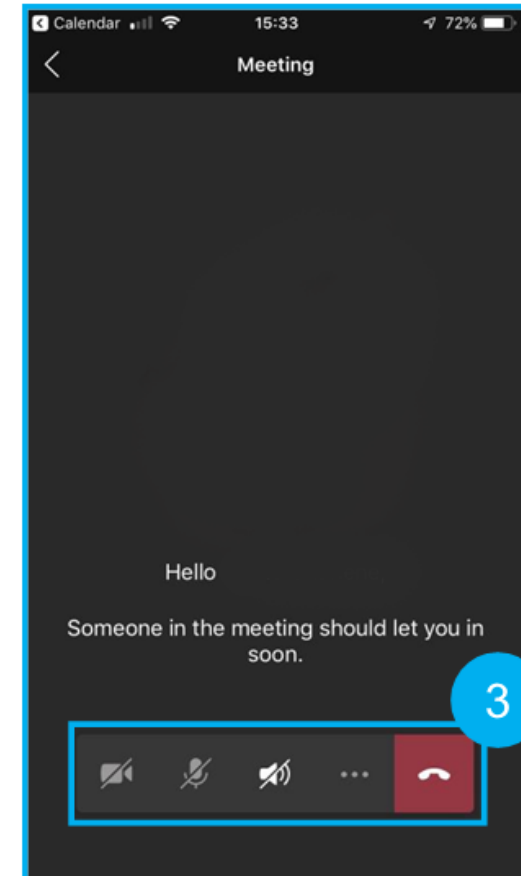 Calendar 15:33 72%
Meeting
Hello
Someone in the meeting should let you in
soon.
3